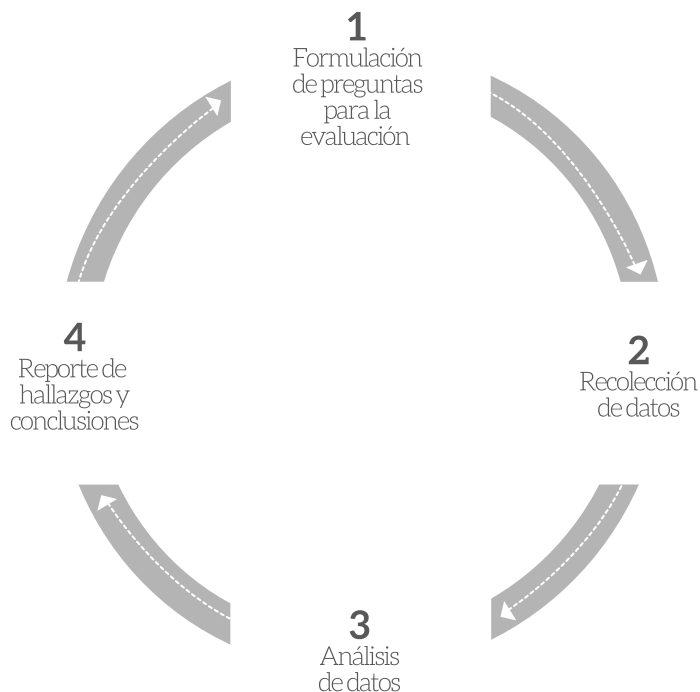 1
Formulación
de preguntas
para la
evaluación
2
Recolección
de datos
3
Análisis
de datos
4
Reporte de
hallazgos y
conclusiones